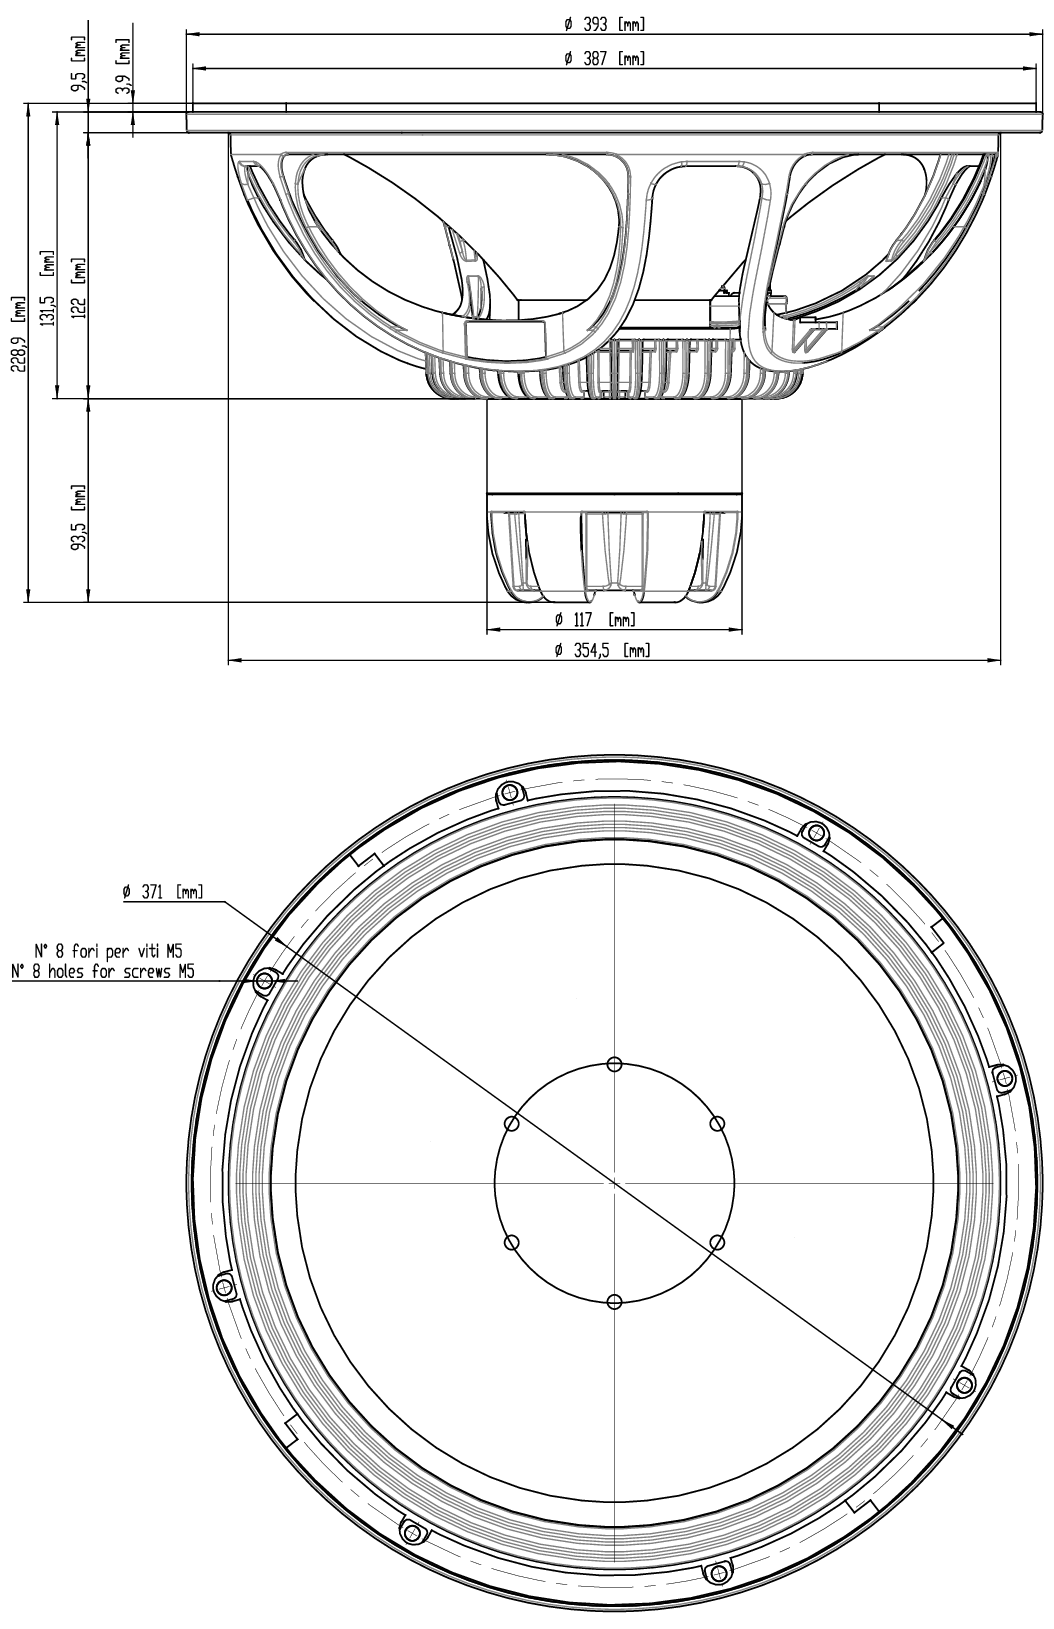 Ø 393 [mm]
Ø 387 [mm]
9,5 [mm]
3,9 [mm]
228,9 [mm]
131,5 [mm]
122 [mm]
93,5 [mm]
Ø 117 [mm]
Ø 354,5 [mm]
Ø 371 [mm]
N° 8 fori per viti M5
N° 8 holes for screws M5